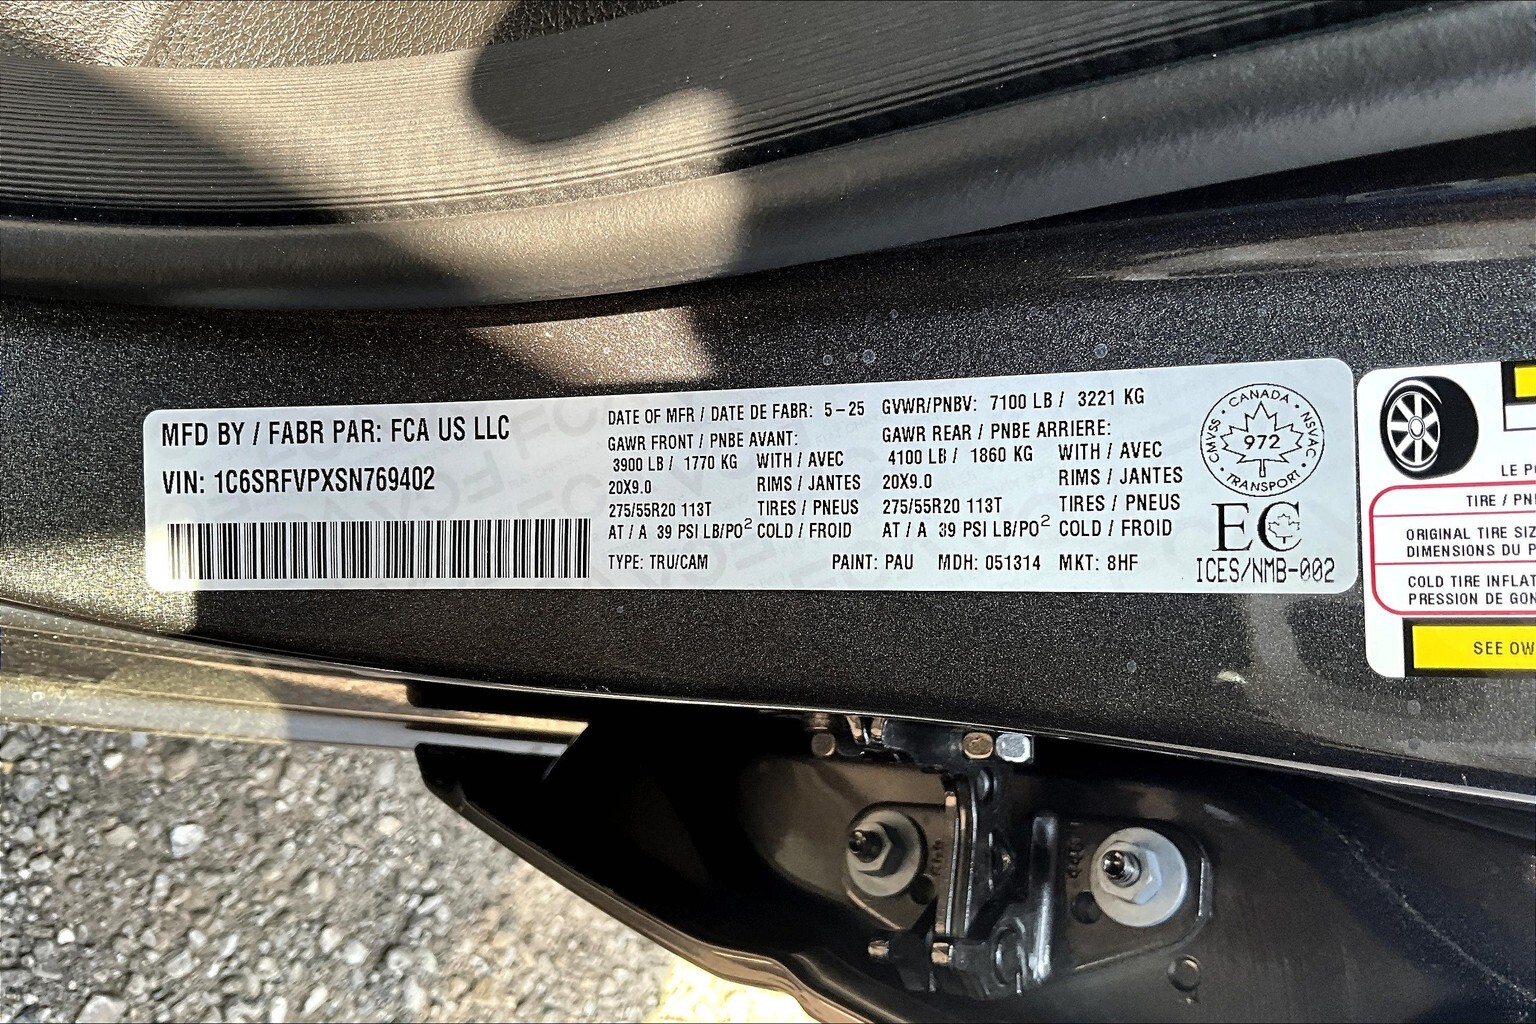 MFD BY / FABR PAR: FCA US LLC
VIN: 1C6SRFVPXSN769402
DATE OF MFR / DATE DE FABR: 5-25
GAWR FRONT / PNBE AVANT:
3900 LB / 1770 KG WITH / AVEC
20X9.0 RIMS / JANTES
275/55R20 113T TIRES / PNEUS
AT / A 39 PSI LB/PO² COLD / FROID
TYPE: TRU/CAM
GVWR/PNBV: 7100 LB / 3221 KG
GAWR REAR / PNBE ARRIERE:
4100 LB / 1860 KG WITH / AVEC
20X9.0 RIMS / JANTES
275/55R20 113T TIRES / PNEUS
AT / A 39 PSI LB/PO² COLD / FROID
PAINT: PAU MDH: 051314 MKT: 8HF
CANADA
CMVSS 972 NSVAC
TRANSPORT
EC
ICES/NMB-002
LE
TIRE /
ORIGINAL TIRE
DIMENSIONS DU
COLD TIRE
PRESSION DE
SEE